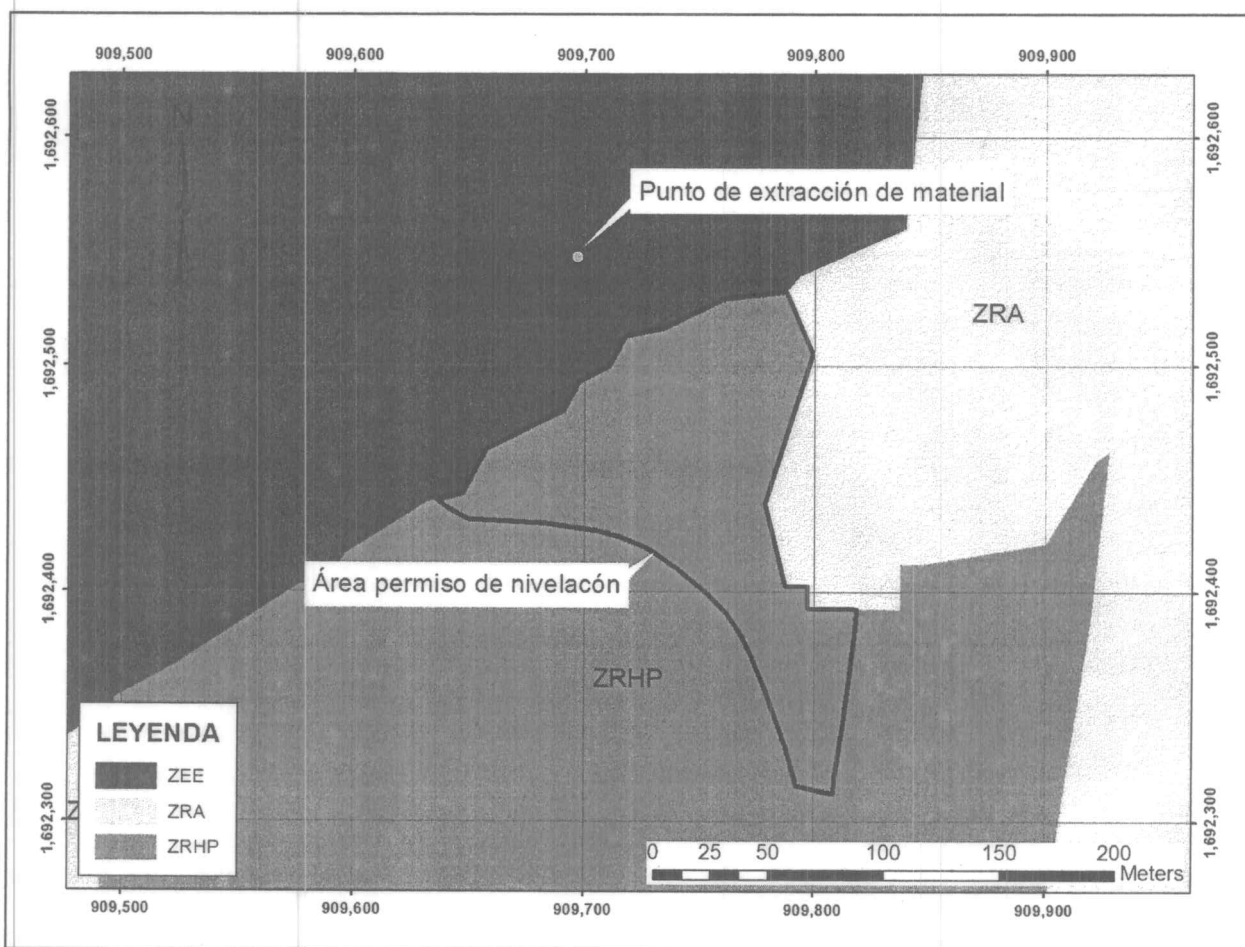 909,500 909,600 909,700 909,800 909,900
1,692,600
1,692,600
N
Punto de extracción de material
ZRA
1,692,500
1,692,500
Área permiso de nivelacón
1,692,400
1,692,400
ZRHP
LEYENDA
ZEE
ZRA
ZRHP
1,692,300
1,692,300
0 25 50 100 150 200
Meters
909,500 909,600 909,700 909,800 909,900